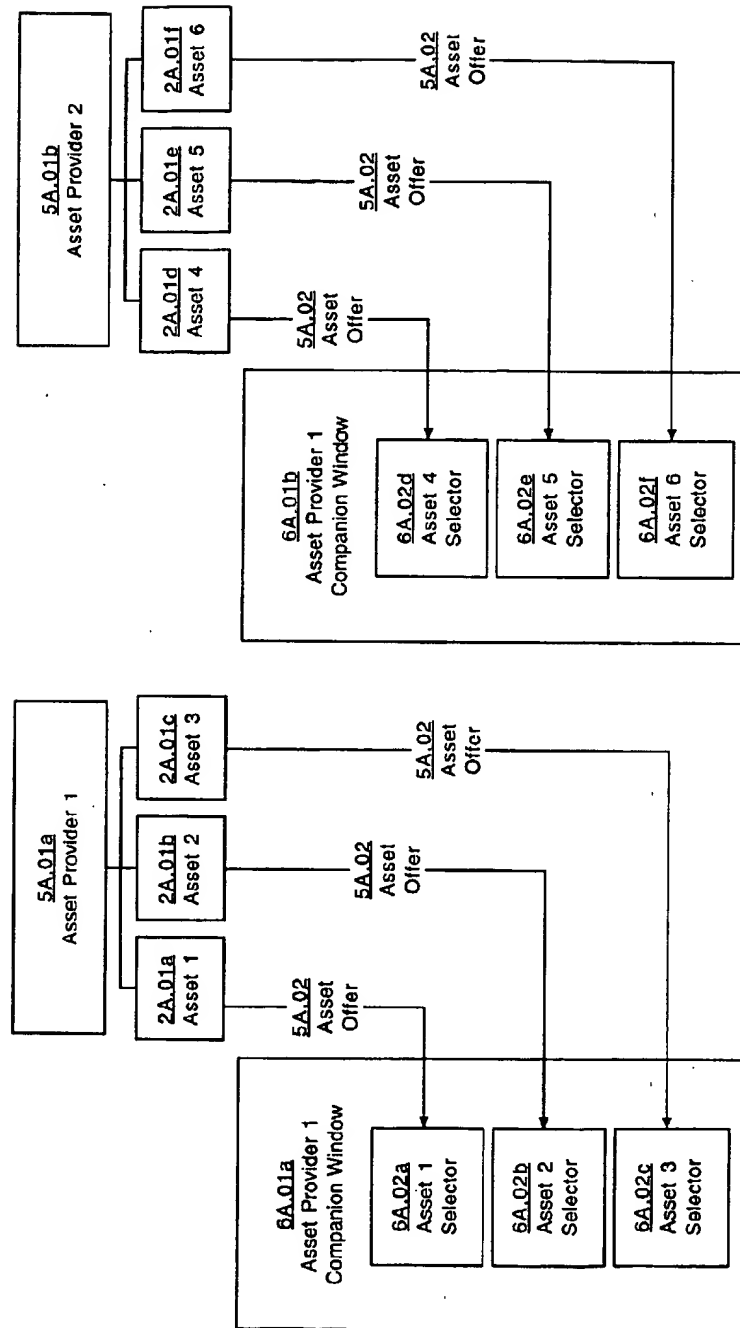 5A.01a
Asset Provider 1
2A.01a
Asset 1
2A.01b
Asset 2
2A.01c
Asset 3
5A.02
Asset
Offer
5A.02
Asset
Offer
5A.02
Asset
Offer
6A.01a
Asset Provider 1
Companion Window
6A.02a
Asset 1
Selector
6A.02b
Asset 2
Selector
6A.02c
Asset 3
Selector
5A.01b
Asset Provider 2
2A.01d
Asset 4
2A.01e
Asset 5
2A.01f
Asset 6
5A.02
Asset
Offer
5A.02
Asset
Offer
5A.02
Asset
Offer
6A.01b
Asset Provider 1
Companion Window
6A.02d
Asset 4
Selector
6A.02e
Asset 5
Selector
6A.02f
Asset 6
Selector